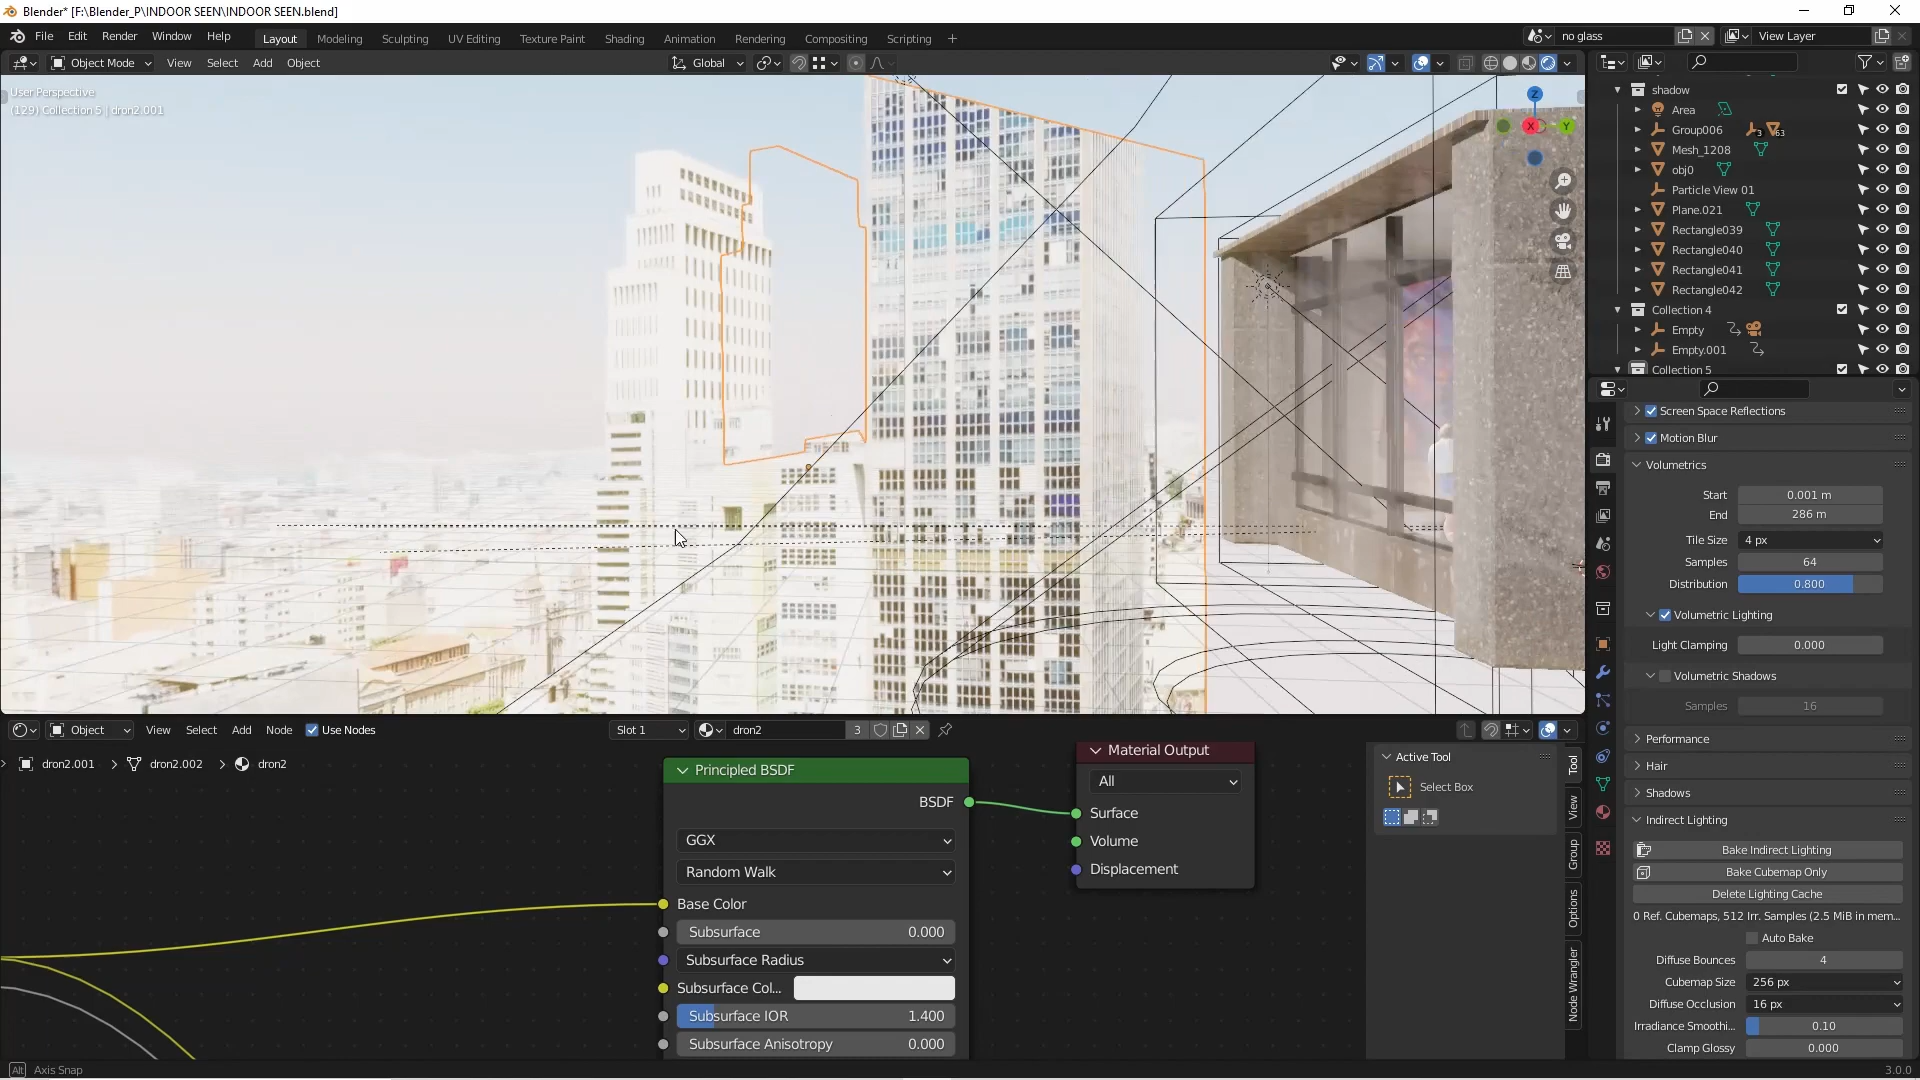 Blender* [F:\Blender_P\INDOOR SEEN\INDOOR SEEN.blend]
File Edit Render Window Help Layout Modeling Sculpting UV Editing Texture Paint Shading Animation Rendering Compositing Scripting + no glass View Layer
Object Mode View Select Add Object Global
User Perspective
(129) Collection 5 | dron2.001
Z
X
Y
shadow
Area
Group006 3 63
Mesh_1208
obj0
Particle View 01
Plane.021
Rectangle039
Rectangle040
Rectangle041
Rectangle042
Collection 4
Empty
Empty.001
Collection 5
Screen Space Reflections
Motion Blur
Volumetrics
Start 0.001 m
End 286 m
Tile Size 4 px
Samples 64
Distribution 0.800
Volumetric Lighting
Light Clamping 0.000
Volumetric Shadows
Samples 16
Performance
Hair
Shadows
Indirect Lighting
Bake Indirect Lighting
Bake Cubemap Only
Delete Lighting Cache
0 Ref. Cubemaps, 512 Irr. Samples (2.5 MiB in mem...
Auto Bake
Diffuse Bounces 4
Cubemap Size 256 px
Diffuse Occlusion 16 px
Irradiance Smoothi... 0.10
Clamp Glossy 0.000
Object View Select Add Node Use Nodes Slot 1 dron2 3
dron2.001 > dron2.002 > dron2
Principled BSDF
BSDF
GGX
Random Walk
Base Color
Subsurface 0.000
Subsurface Radius
Subsurface Col...
Subsurface IOR 1.400
Subsurface Anisotropy 0.000
Material Output
All
Surface
Volume
Displacement
Active Tool
Select Box
Tool
View
Group
Options
Node Wrangler
Alt Axis Snap
3.0.0